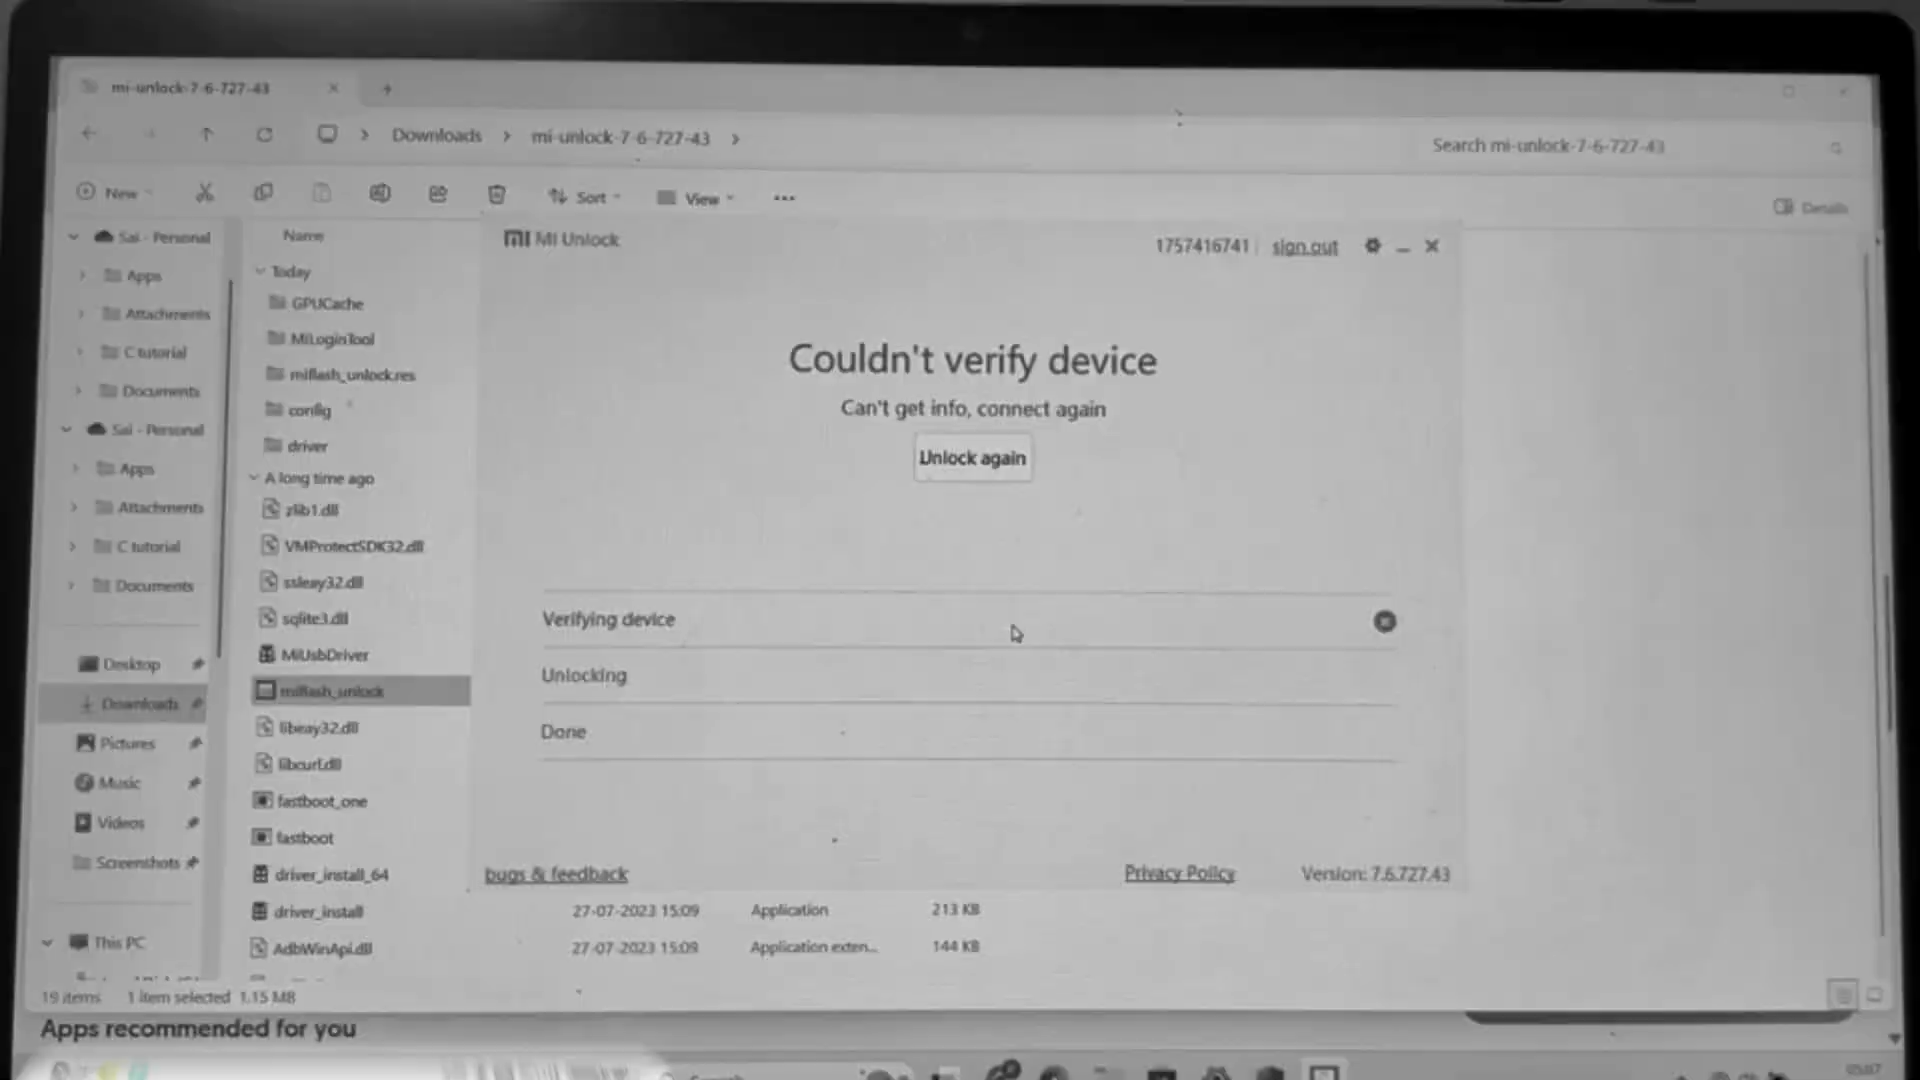 mi-unlock-7-6-727-43
Downloads > mi-unlock-7-6-727-43 >
Search mi-unlock-7-6-727-43
New
Sort
View
...
Details
Sai - Personal
Apps
Attachments
C tutorial
Documents
Sai - Personal
Apps
Attachments
C tutorial
Documents
Desktop
Downloads
Pictures
Music
Videos
Screenshots
This PC
Name
Today
GPUCache
MiLoginTool
miflash_unlock.res
config
driver
A long time ago
zlib1.dll
VMProtectSDK32.dll
ssleay32.dll
sqlite3.dll
MiUsbDriver
miflash_unlock
libeay32.dll
libcurl.dll
fastboot_one
fastboot
driver_install_64
driver_install
27-07-2023 15:09 Application 213 KB
AdbWinApi.dll
27-07-2023 15:09 Application exten... 144 KB
MI Mi Unlock
1757416741 | sign out
Couldn't verify device
Can't get info, connect again
Unlock again
Verifying device
Unlocking
Done
bugs & feedback
Privacy Policy
Version: 7.6.727.43
19 items 1 item selected 1.15 MB
Apps recommended for you